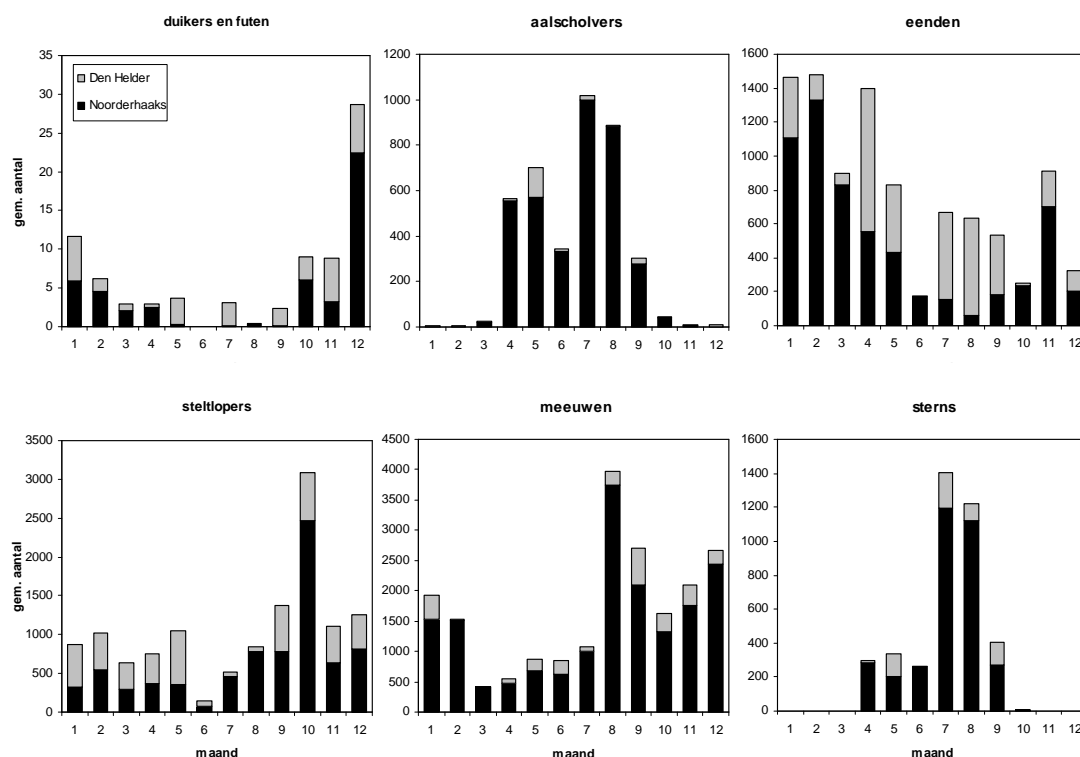 duikers en futen
35
30
25
20
15
10
5
0
gem. aantal
Den Helder
Noorderhaaks
1 2 3 4 5 6 7 8 9 10 11 12
aalscholvers
1200
1000
800
600
400
200
0
1 2 3 4 5 6 7 8 9 10 11 12
eenden
1600
1400
1200
1000
800
600
400
200
0
1 2 3 4 5 6 7 8 9 10 11 12
steltlopers
3500
3000
2500
2000
1500
1000
500
0
gem. aantal
1 2 3 4 5 6 7 8 9 10 11 12
maand
meeuwen
4500
4000
3500
3000
2500
2000
1500
1000
500
0
1 2 3 4 5 6 7 8 9 10 11 12
maand
sterns
1600
1400
1200
1000
800
600
400
200
0
1 2 3 4 5 6 7 8 9 10 11 12
maand